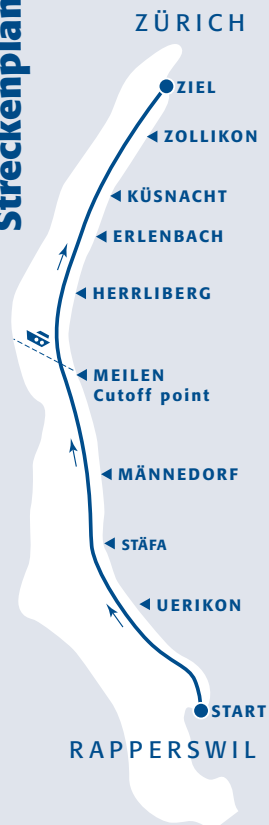 Streckenplan
ZÜRICH
ZIEL
ZOLLIKON
KÜSNACHT
ERLENBACH
HERRLIBERG
MEILEN
Cutoff point
MÄNNEDORF
STÄFA
UERIKON
START
RAPPERSWIL